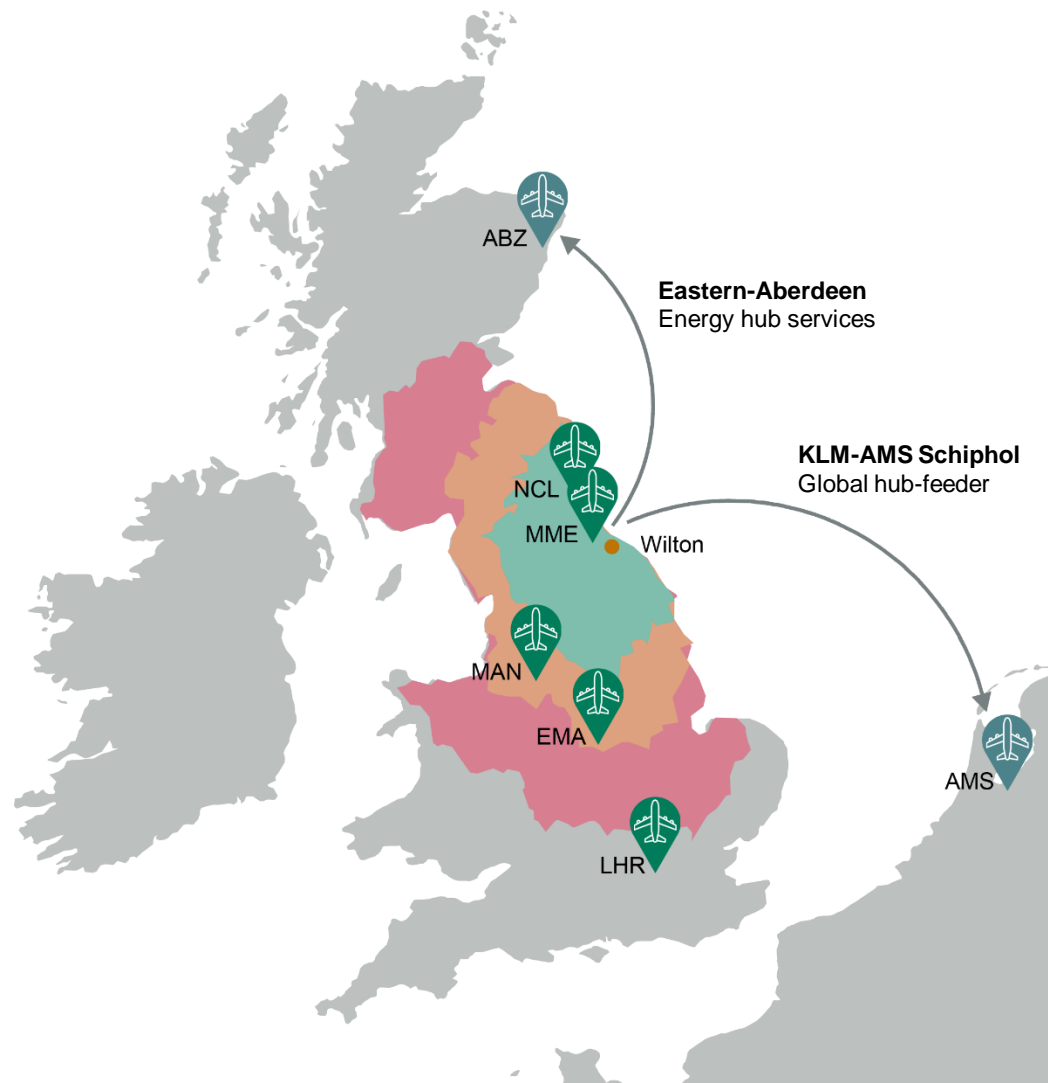 ABZ
Eastern-Aberdeen
Energy hub services
KLM-AMS Schiphol
Global hub-feeder
NCL
MME
Wilton
MAN
EMA
AMS
LHR